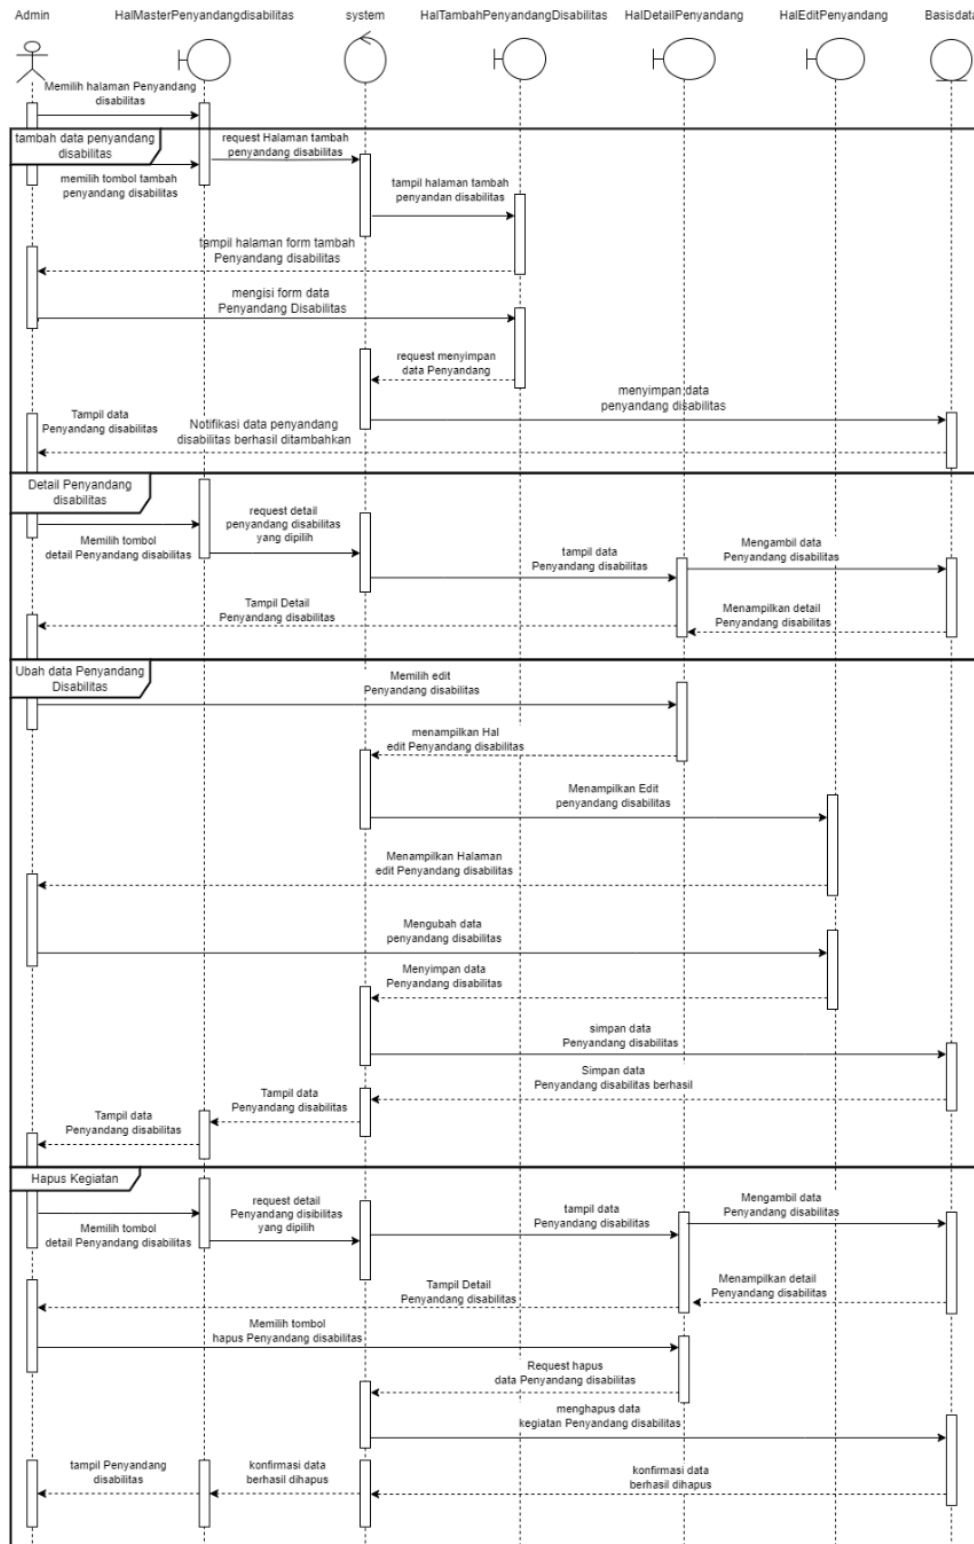 Admin
HalMasterPenyandangdisabilitas
system
HalTambahPenyandangDisabilitas
HalDetailPenyandang
HalEditPenyandang
Basisdata
Memilih halaman Penyandang
disabilitas
tambah data penyandang
disabilitas
request Halaman tambah
penyandang disabilitas
memilih tombol tambah
penyandang disabilitas
tampil halaman tambah
penyandan disabilitas
tampil halaman form tambah
Penyandang disabilitas
mengisi form data
Penyandang Disabilitas
request menyimpan
data Penyandang
menyimpan data
penyandang disabilitas
Tampil data
Penyandang disabilitas
Notifikasi data penyandang
disabilitas berhasil ditambahkan
Detail Penyandang
disabilitas
request detail
penyandang disabilitas
yang dipilih
Memilih tombol
detail Penyandang disabilitas
tampil data
Penyandang disabilitas
Mengambil data
Penyandang disabilitas
Tampil Detail
Penyandang disabilitas
Menampilkan detail
Penyandang disabilitas
Ubah data Penyandang
Disabilitas
Memilih edit
Penyandang disabilitas
menampilkan Hal
edit Penyandang disabilitas
Menampilkan Edit
penyandang disabilitas
Menampilkan Halaman
edit Penyandang disabilitas
Mengubah data
penyandang disabilitas
Menyimpan data
Penyandang disabilitas
simpan data
Penyandang disabilitas
Simpan data
Penyandang disabilitas berhasil
Tampil data
Penyandang disabilitas
Tampil data
Penyandang disabilitas
Hapus Kegiatan
request detail
Penyandang disibilitas
yang dipilih
Memilih tombol
detail Penyandang disabilitas
tampil data
Penyandang disabilitas
Mengambil data
Penyandang disabilitas
Tampil Detail
Penyandang disabilitas
Menampilkan detail
Penyandang disabilitas
Memilih tombol
hapus Penyandang disabilitas
Request hapus
data Penyandang disabilitas
menghapus data
kegiatan Penyandang disabilitas
tampil Penyandang
disabilitas
konfirmasi data
berhasil dihapus
konfirmasi data
berhasil dihapus